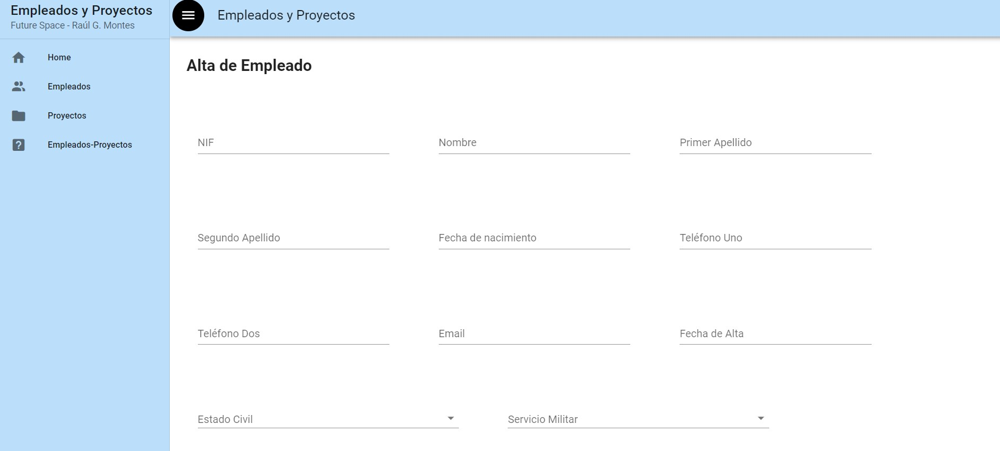 Empleados y Proyectos
Future Space - Raúl G. Montes
Home
Empleados
Proyectos
Empleados-Proyectos
Empleados y Proyectos
Alta de Empleado
NIF
Nombre
Primer Apellido
Segundo Apellido
Fecha de nacimiento
Teléfono Uno
Teléfono Dos
Email
Fecha de Alta
Estado Civil
Servicio Militar